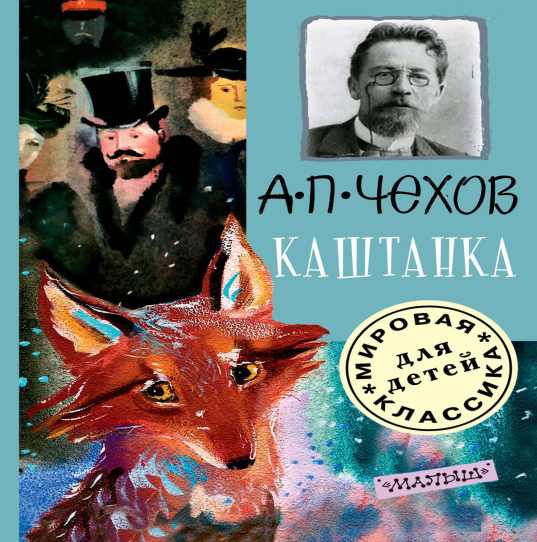 А·П·ЧЕХОВ
КАШТАНКА
МИРОВАЯ
для
детей
КЛАССИКА
«МАЛЫШ»